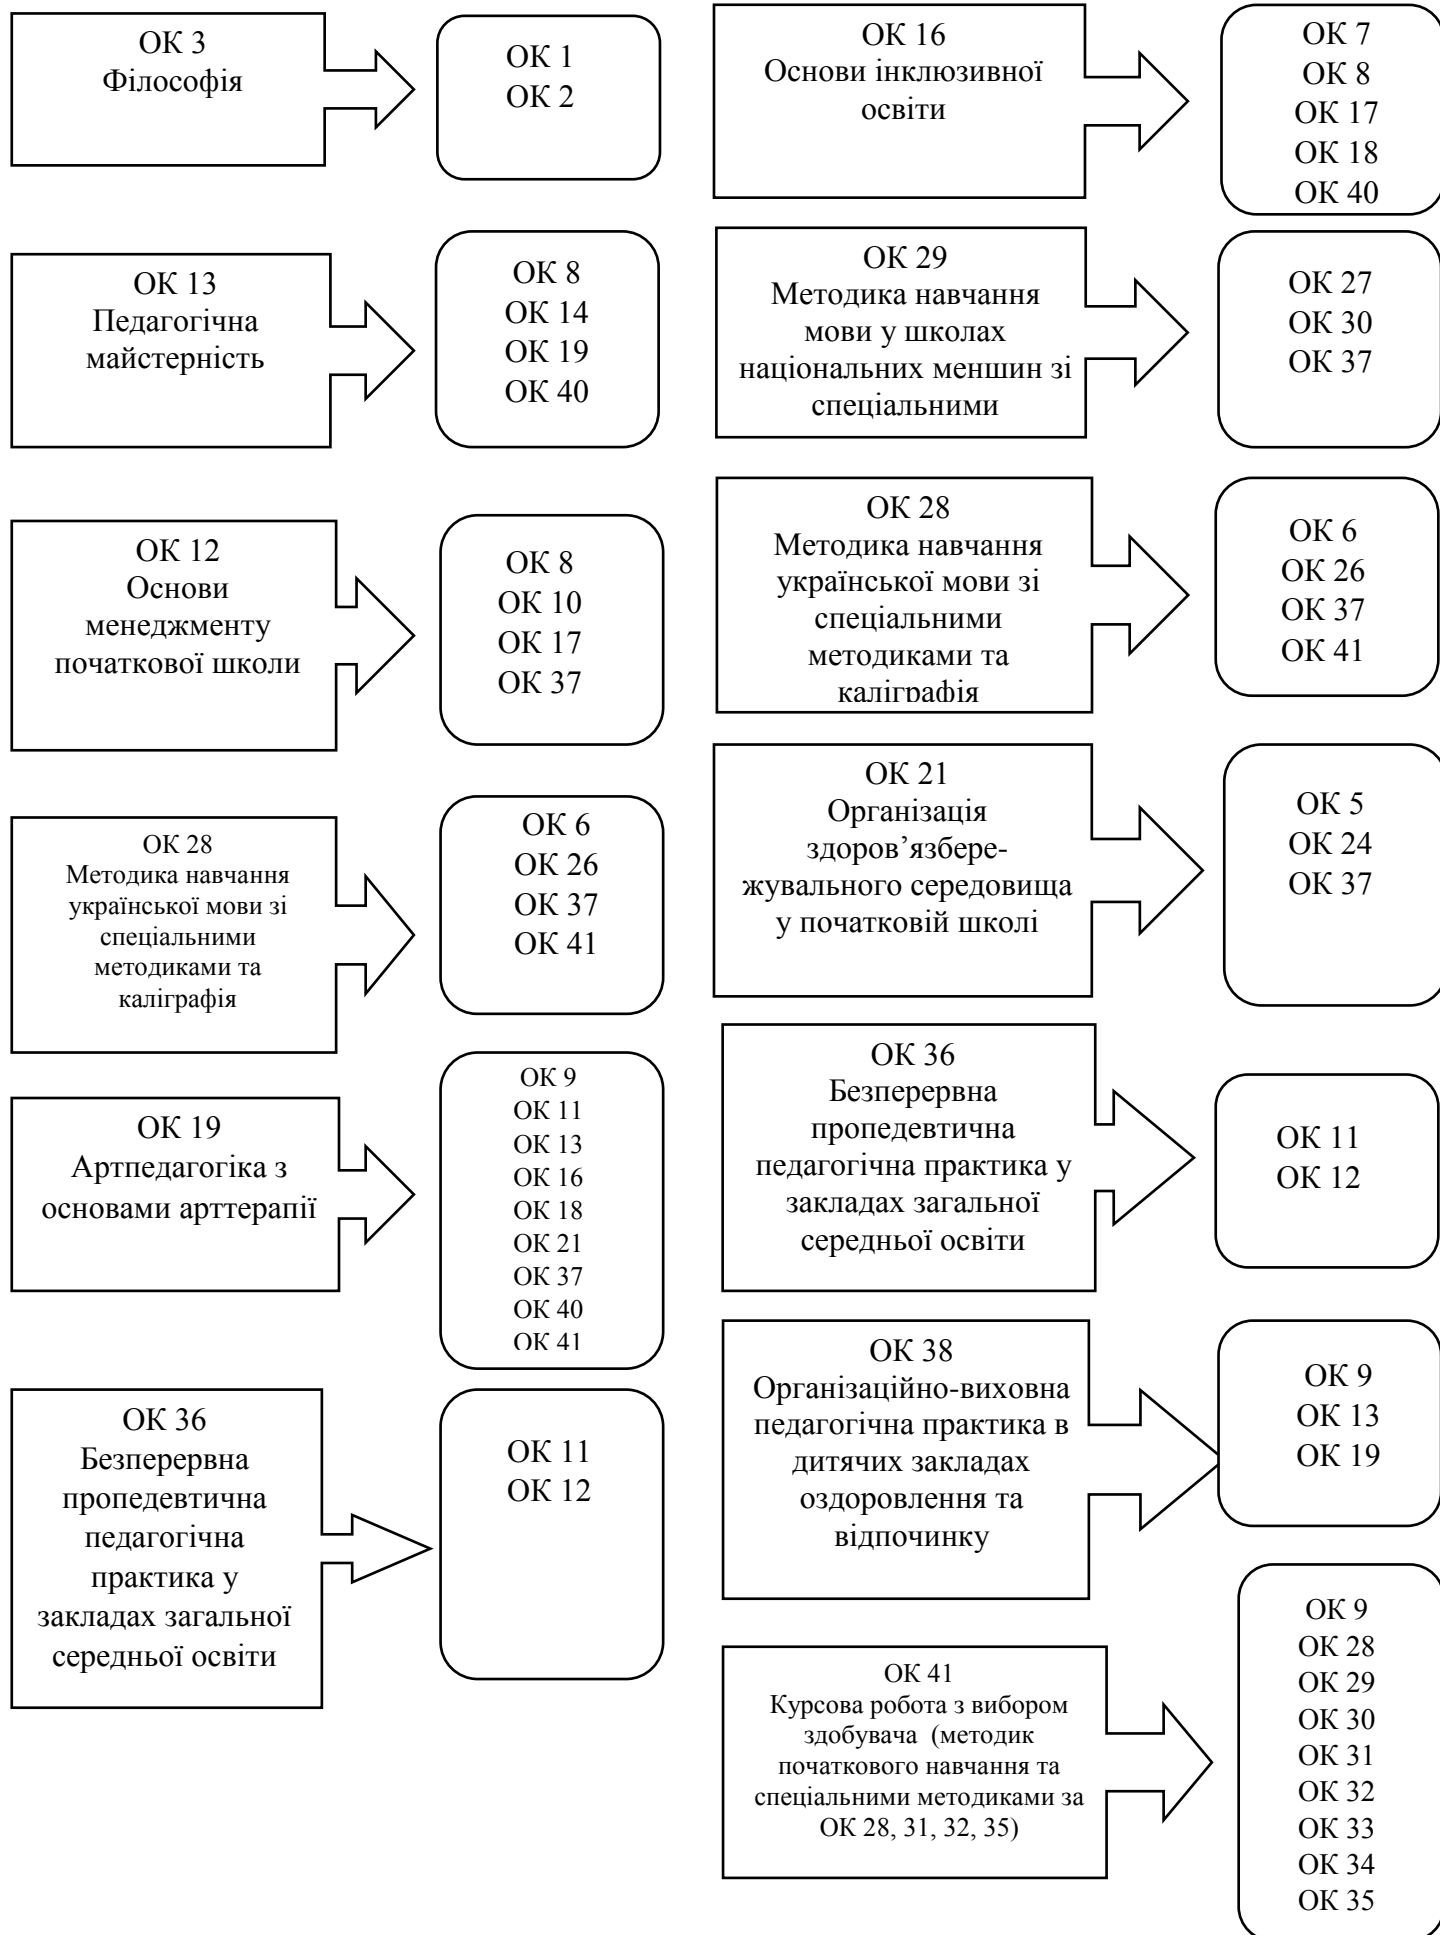 ОК 3
Філософія
ОК 1
ОК 2
ОК 13
Педагогічна
майстерність
ОК 8
ОК 14
ОК 19
ОК 40
ОК 12
Основи
менеджменту
початкової школи
ОК 8
ОК 10
ОК 17
ОК 37
ОК 28
Методика навчання
української мови зі
спеціальними
методиками та
каліграфія
ОК 6
ОК 26
ОК 37
ОК 41
ОК 19
Артпедагогіка з
основами арттерапії
ОК 9
ОК 11
ОК 13
ОК 16
ОК 18
ОК 21
ОК 37
ОК 40
ОК 41
ОК 36
Безперервна
пропедевтична
педагогічна
практика у
закладах загальної
середньої освіти
ОК 11
ОК 12
ОК 16
Основи інклюзивної
освіти
ОК 7
ОК 8
ОК 17
ОК 18
ОК 40
ОК 29
Методика навчання
мови у школах
національних меншин зі
спеціальними
ОК 27
ОК 30
ОК 37
ОК 28
Методика навчання
української мови зі
спеціальними
методиками та
каліграфія
ОК 6
ОК 26
ОК 37
ОК 41
ОК 21
Організація
здоров’язбере-
жувального середовища
у початковій школі
ОК 5
ОК 24
ОК 37
ОК 36
Безперервна
пропедевтична
педагогічна практика у
закладах загальної
середньої освіти
ОК 11
ОК 12
ОК 38
Організаційно-виховна
педагогічна практика в
дитячих закладах
оздоровлення та
відпочинку
ОК 9
ОК 13
ОК 19
ОК 41
Курсова робота з вибором
здобувача (методик
початкового навчання та
спеціальними методиками за
ОК 28, 31, 32, 35)
ОК 9
ОК 28
ОК 29
ОК 30
ОК 31
ОК 32
ОК 33
ОК 34
ОК 35